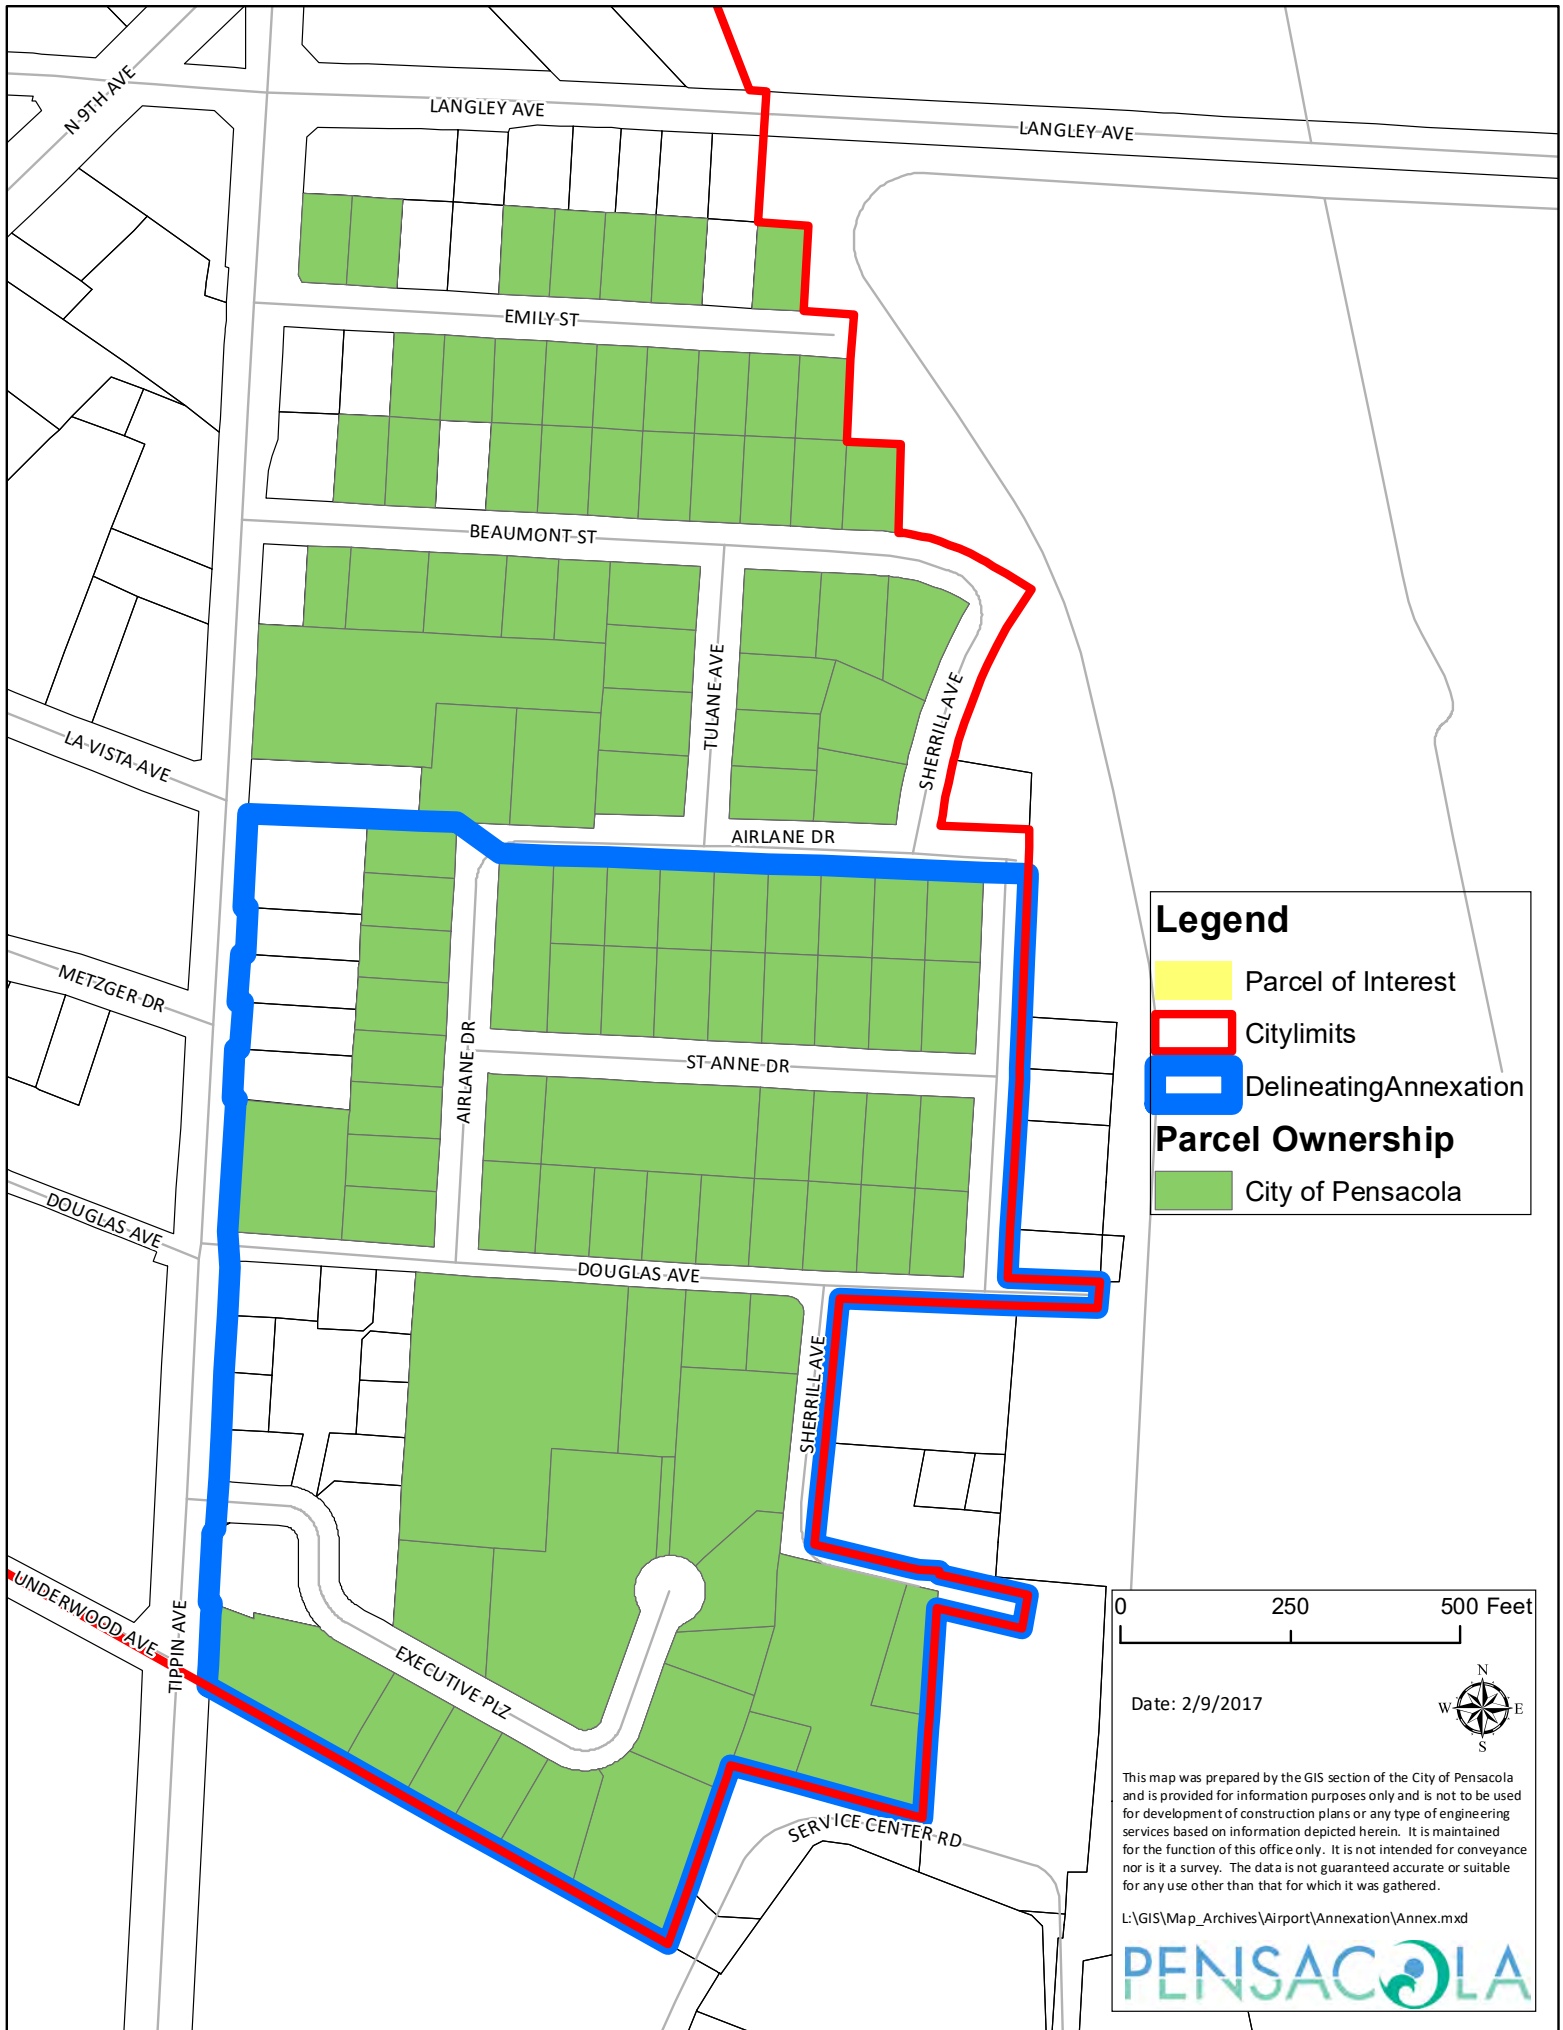 N 9TH AVE
LANGLEY AVE
LANGLEY AVE
EMILY ST
BEAUMONT ST
TULANE AVE
SHERRILL AVE
LA VISTA AVE
AIRLANE DR
METZGER DR
AIRLANE DR
ST ANNE DR
DOUGLAS AVE
DOUGLAS AVE
SHERRILL AVE
UNDERWOOD AVE
TIPPIN AVE
EXECUTIVE PLZ
SERVICE CENTER RD
Legend
Parcel of Interest
Citylimits
DelineatingAnnexation
Parcel Ownership
City of Pensacola
0 250 500 Feet
Date: 2/9/2017
N
W E
S
This map was prepared by the GIS section of the City of Pensacola
and is provided for information purposes only and is not to be used
for development of construction plans or any type of engineering
services based on information depicted herein. It is maintained
for the function of this office only. It is not intended for conveyance
nor is it a survey. The data is not guaranteed accurate or suitable
for any use other than that for which it was gathered.
L:\GIS\Map_Archives\Airport\Annexation\Annex.mxd
PENSACOLA